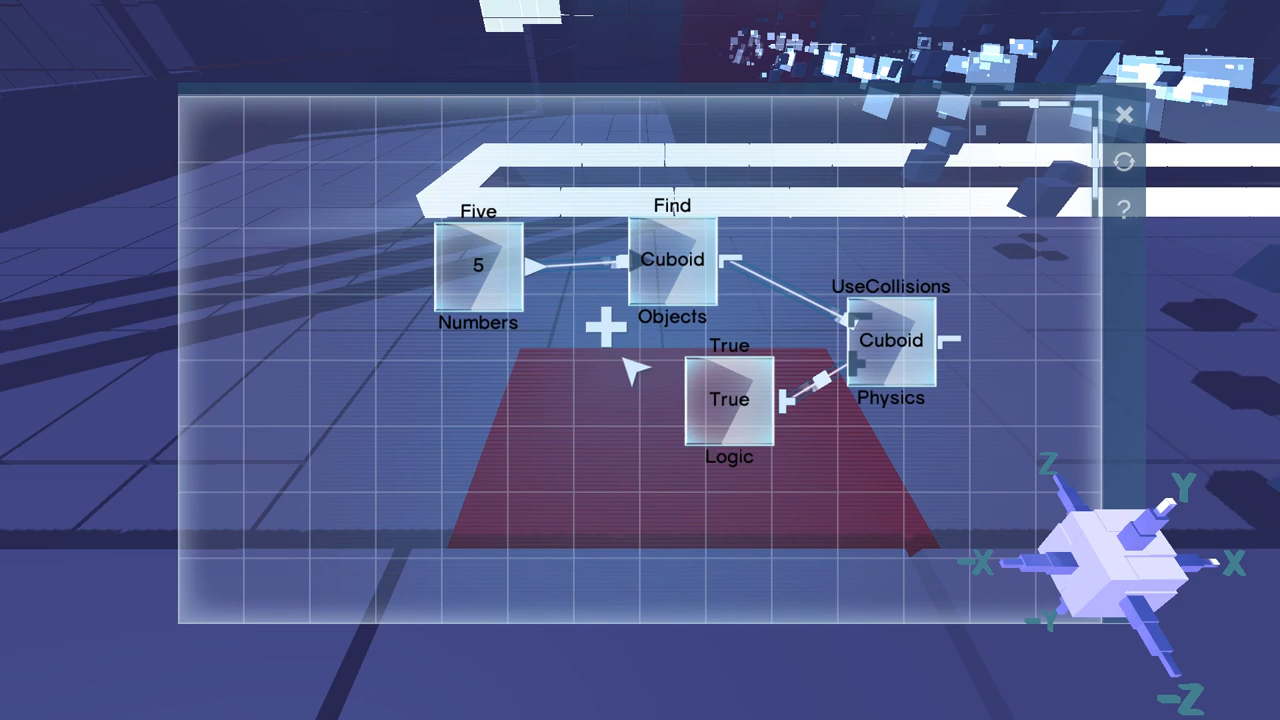 Five
5
Numbers
Find
Cuboid
Objects
UseCollisions
Cuboid
Physics
True
True
Logic
?
Z
Y
-X
X
-Y
-Z